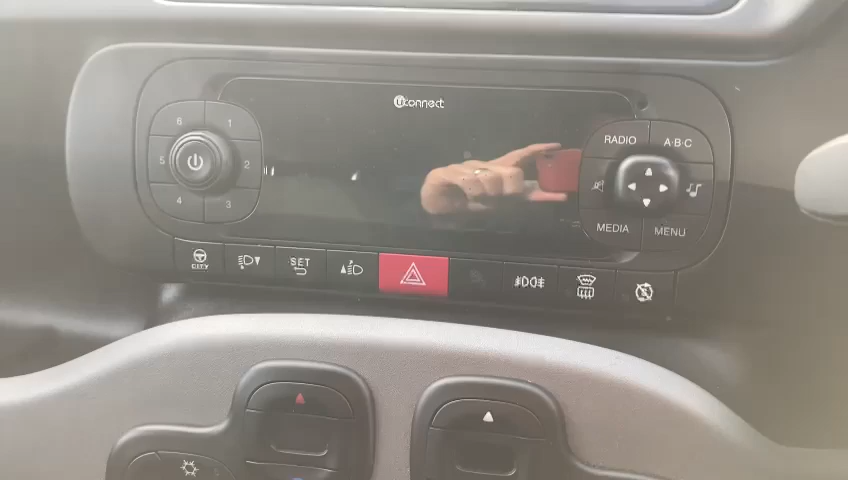 uconnect
6 1
5 2
4 3
RADIO A·B·C
MEDIA MENU
CITY
SET